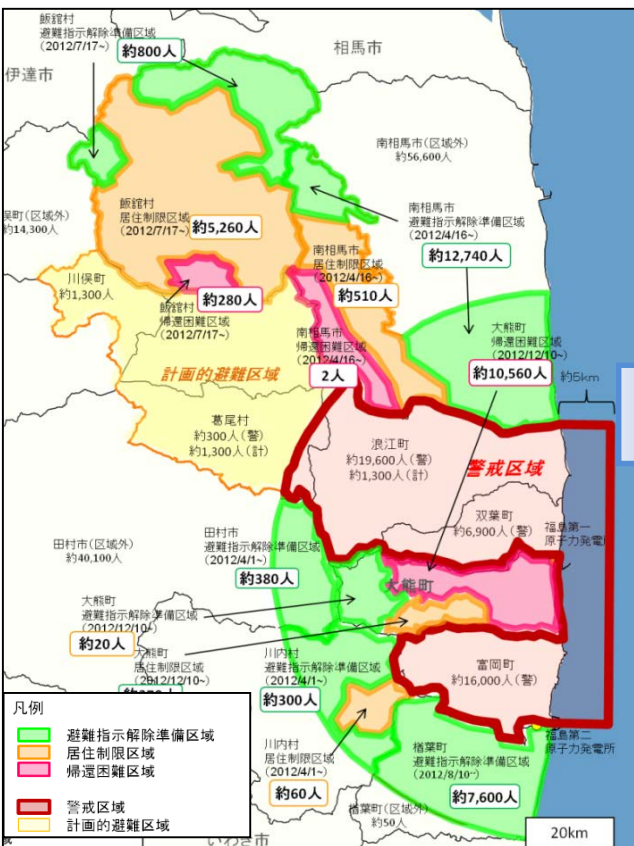 飯舘村
避難指示解除準備区域
(2012/7/17~)
約800人
相馬市
伊達市
南相馬市(区域外)
約56,600人
飯舘村
居住制限区域
(2012/7/17~)
約5,260人
俣町(区域外)
約14,300人
南相馬市
避難指示解除準備区域
(2012/4/16~)
約12,740人
南相馬市
居住制限区域
(2012/4/16~)
約510人
川俣町
約1,300人
約280人
飯舘村
帰還困難区域
(2012/7/17~)
南相馬市
帰還困難区域
(2012/4/16~)
2人
大熊町
帰還困難区域
(2012/12/10~)
約10,560人
約5km
計画的避難区域
葛尾村
約300人(警)
約1,300人(計)
浪江町
約19,600人(警)
約1,300人(計)
警戒区域
双葉町
約6,900人(警)
福島第一
原子力発電所
田村市(区域外)
約40,100人
田村市
避難指示解除準備区域
(2012/4/1~)
約380人
大熊町
大熊町
避難指示解除準備区域
(2012/12/10~)
約20人
大熊町
居住制限区域
(2012/12/10~)
川内村
避難指示解除準備区域
(2012/4/1~)
約300人
富岡町
約16,000人(警)
川内村
居住制限区域
(2012/4/1~)
約60人
福島第二
原子力発電所
楢葉町
避難指示解除準備区域
(2012/8/10~)
約7,600人
楢葉町(区域外)
約50人
いわき市
凡例
避難指示解除準備区域
居住制限区域
帰還困難区域
警戒区域
計画的避難区域
20km